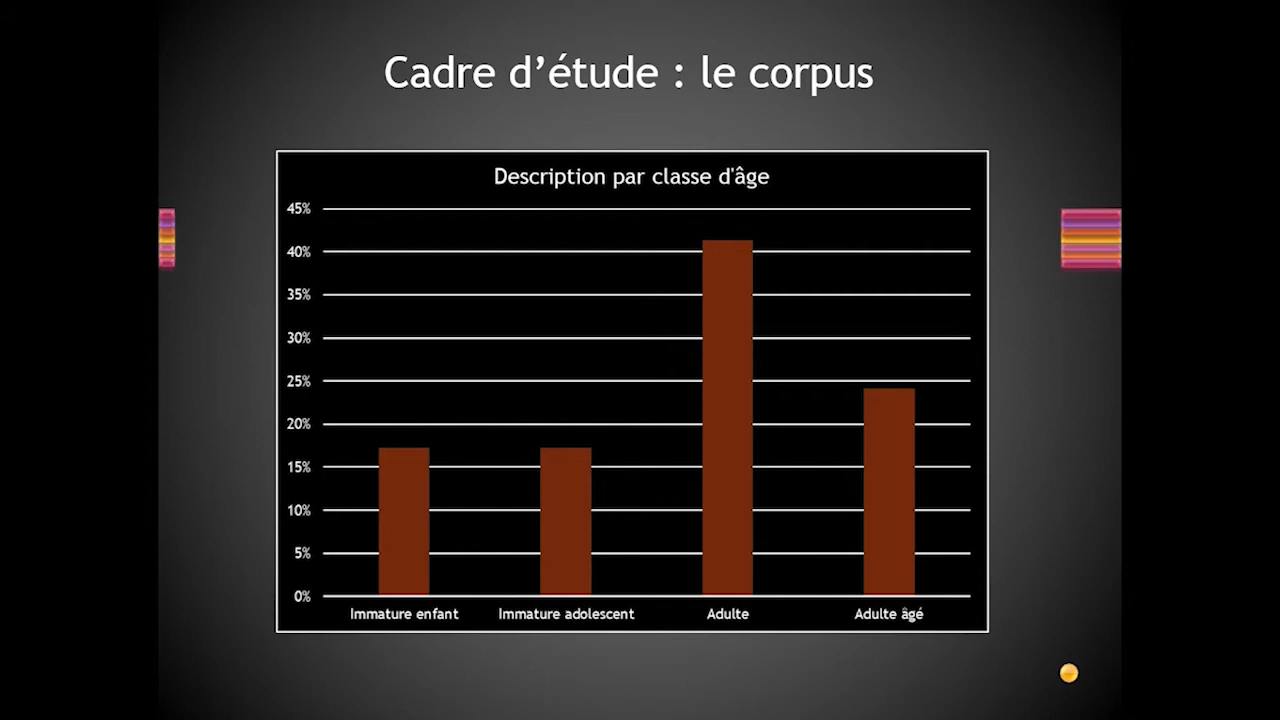 Cadre d’étude : le corpus
Description par classe d'âge
45%
40%
35%
30%
25%
20%
15%
10%
5%
0%
Immature enfant
Immature adolescent
Adulte
Adulte âgé